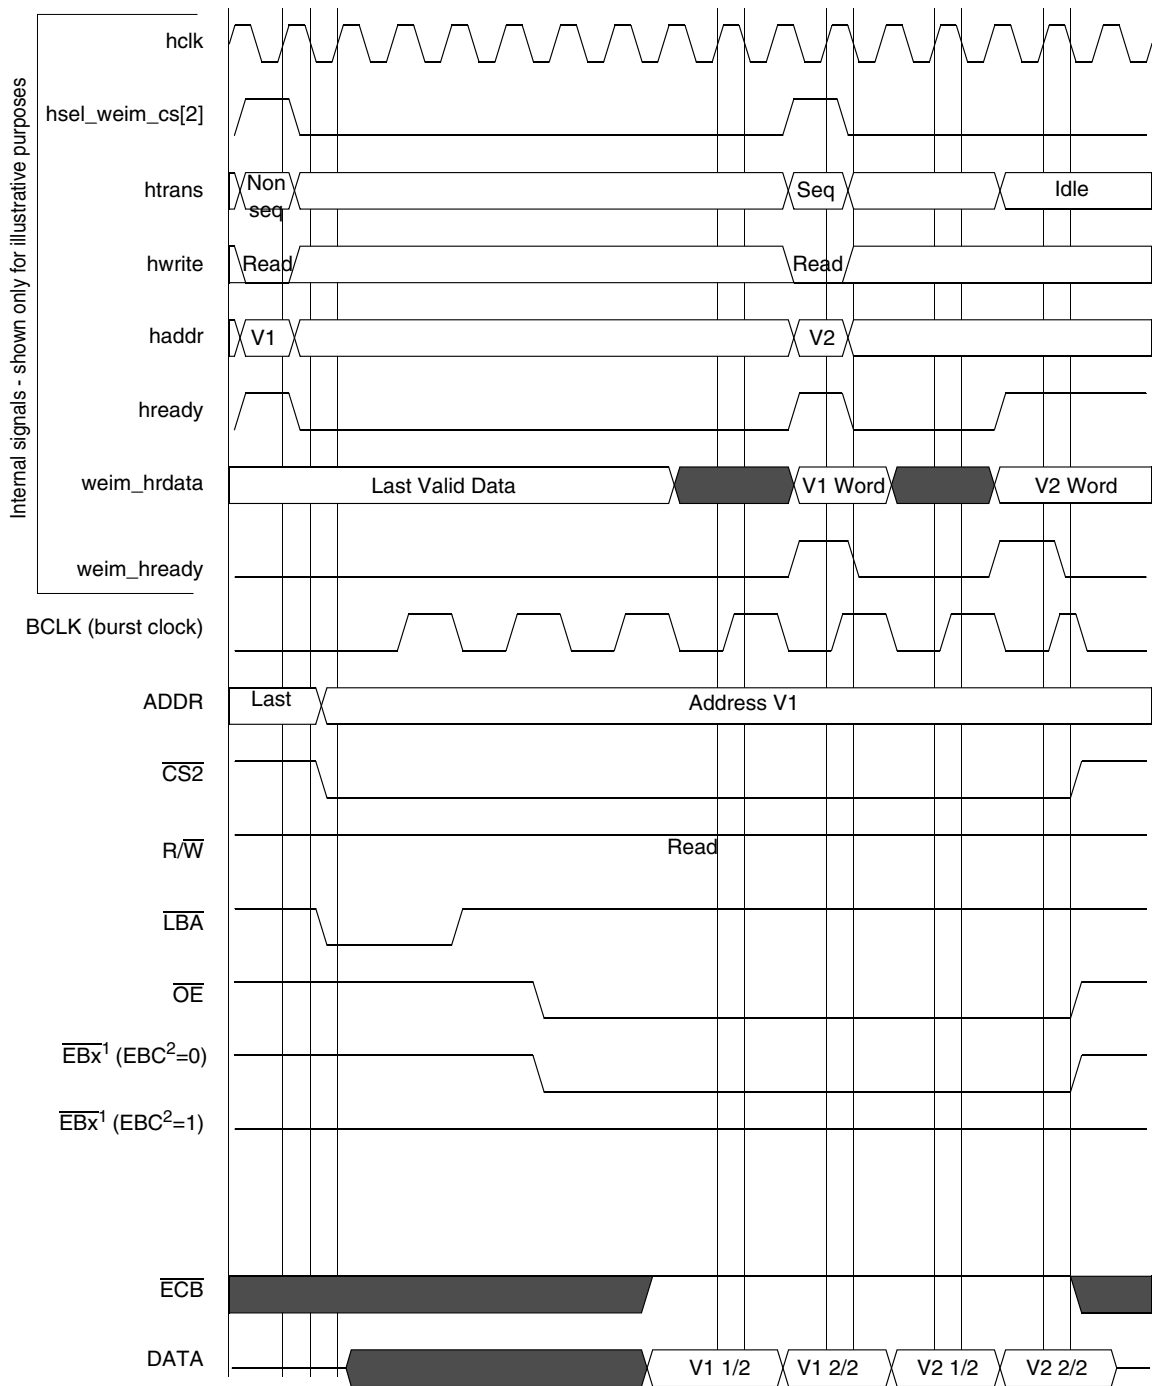 Internal signals - shown only for illustrative purposes
hclk
hsel_weim_cs[2]
htrans
Non
seq
Seq
Idle
hwrite
Read
Read
haddr
V1
V2
hready
weim_hrdata
Last Valid Data
V1 Word
V2 Word
weim_hready
BCLK (burst clock)
ADDR
Last
Address V1
CS2
R/W
Read
LBA
OE
EBx1 (EBC2=0)
EBx1 (EBC2=1)
ECB
DATA
V1 1/2
V1 2/2
V2 1/2
V2 2/2